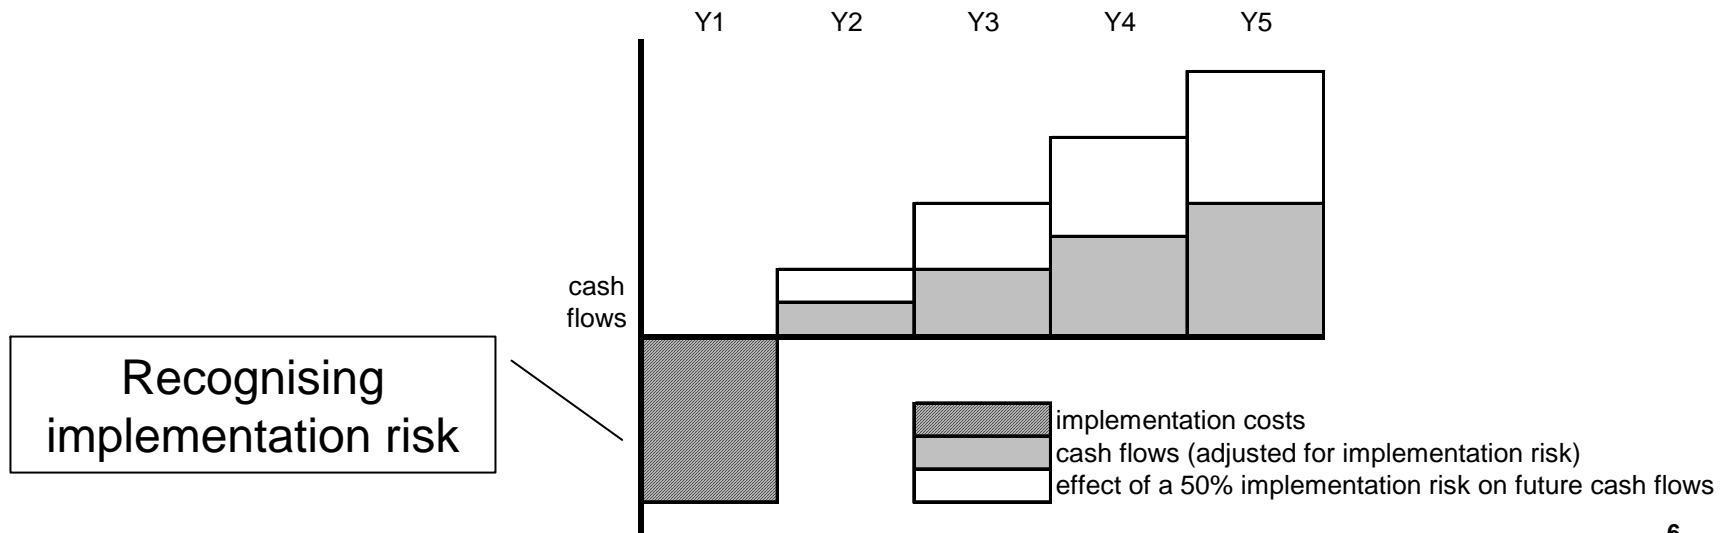 Y1 Y2 Y3 Y4 Y5
cash
flows
Recognising
implementation risk
implementation costs
cash flows (adjusted for implementation risk)
effect of a 50% implementation risk on future cash flows